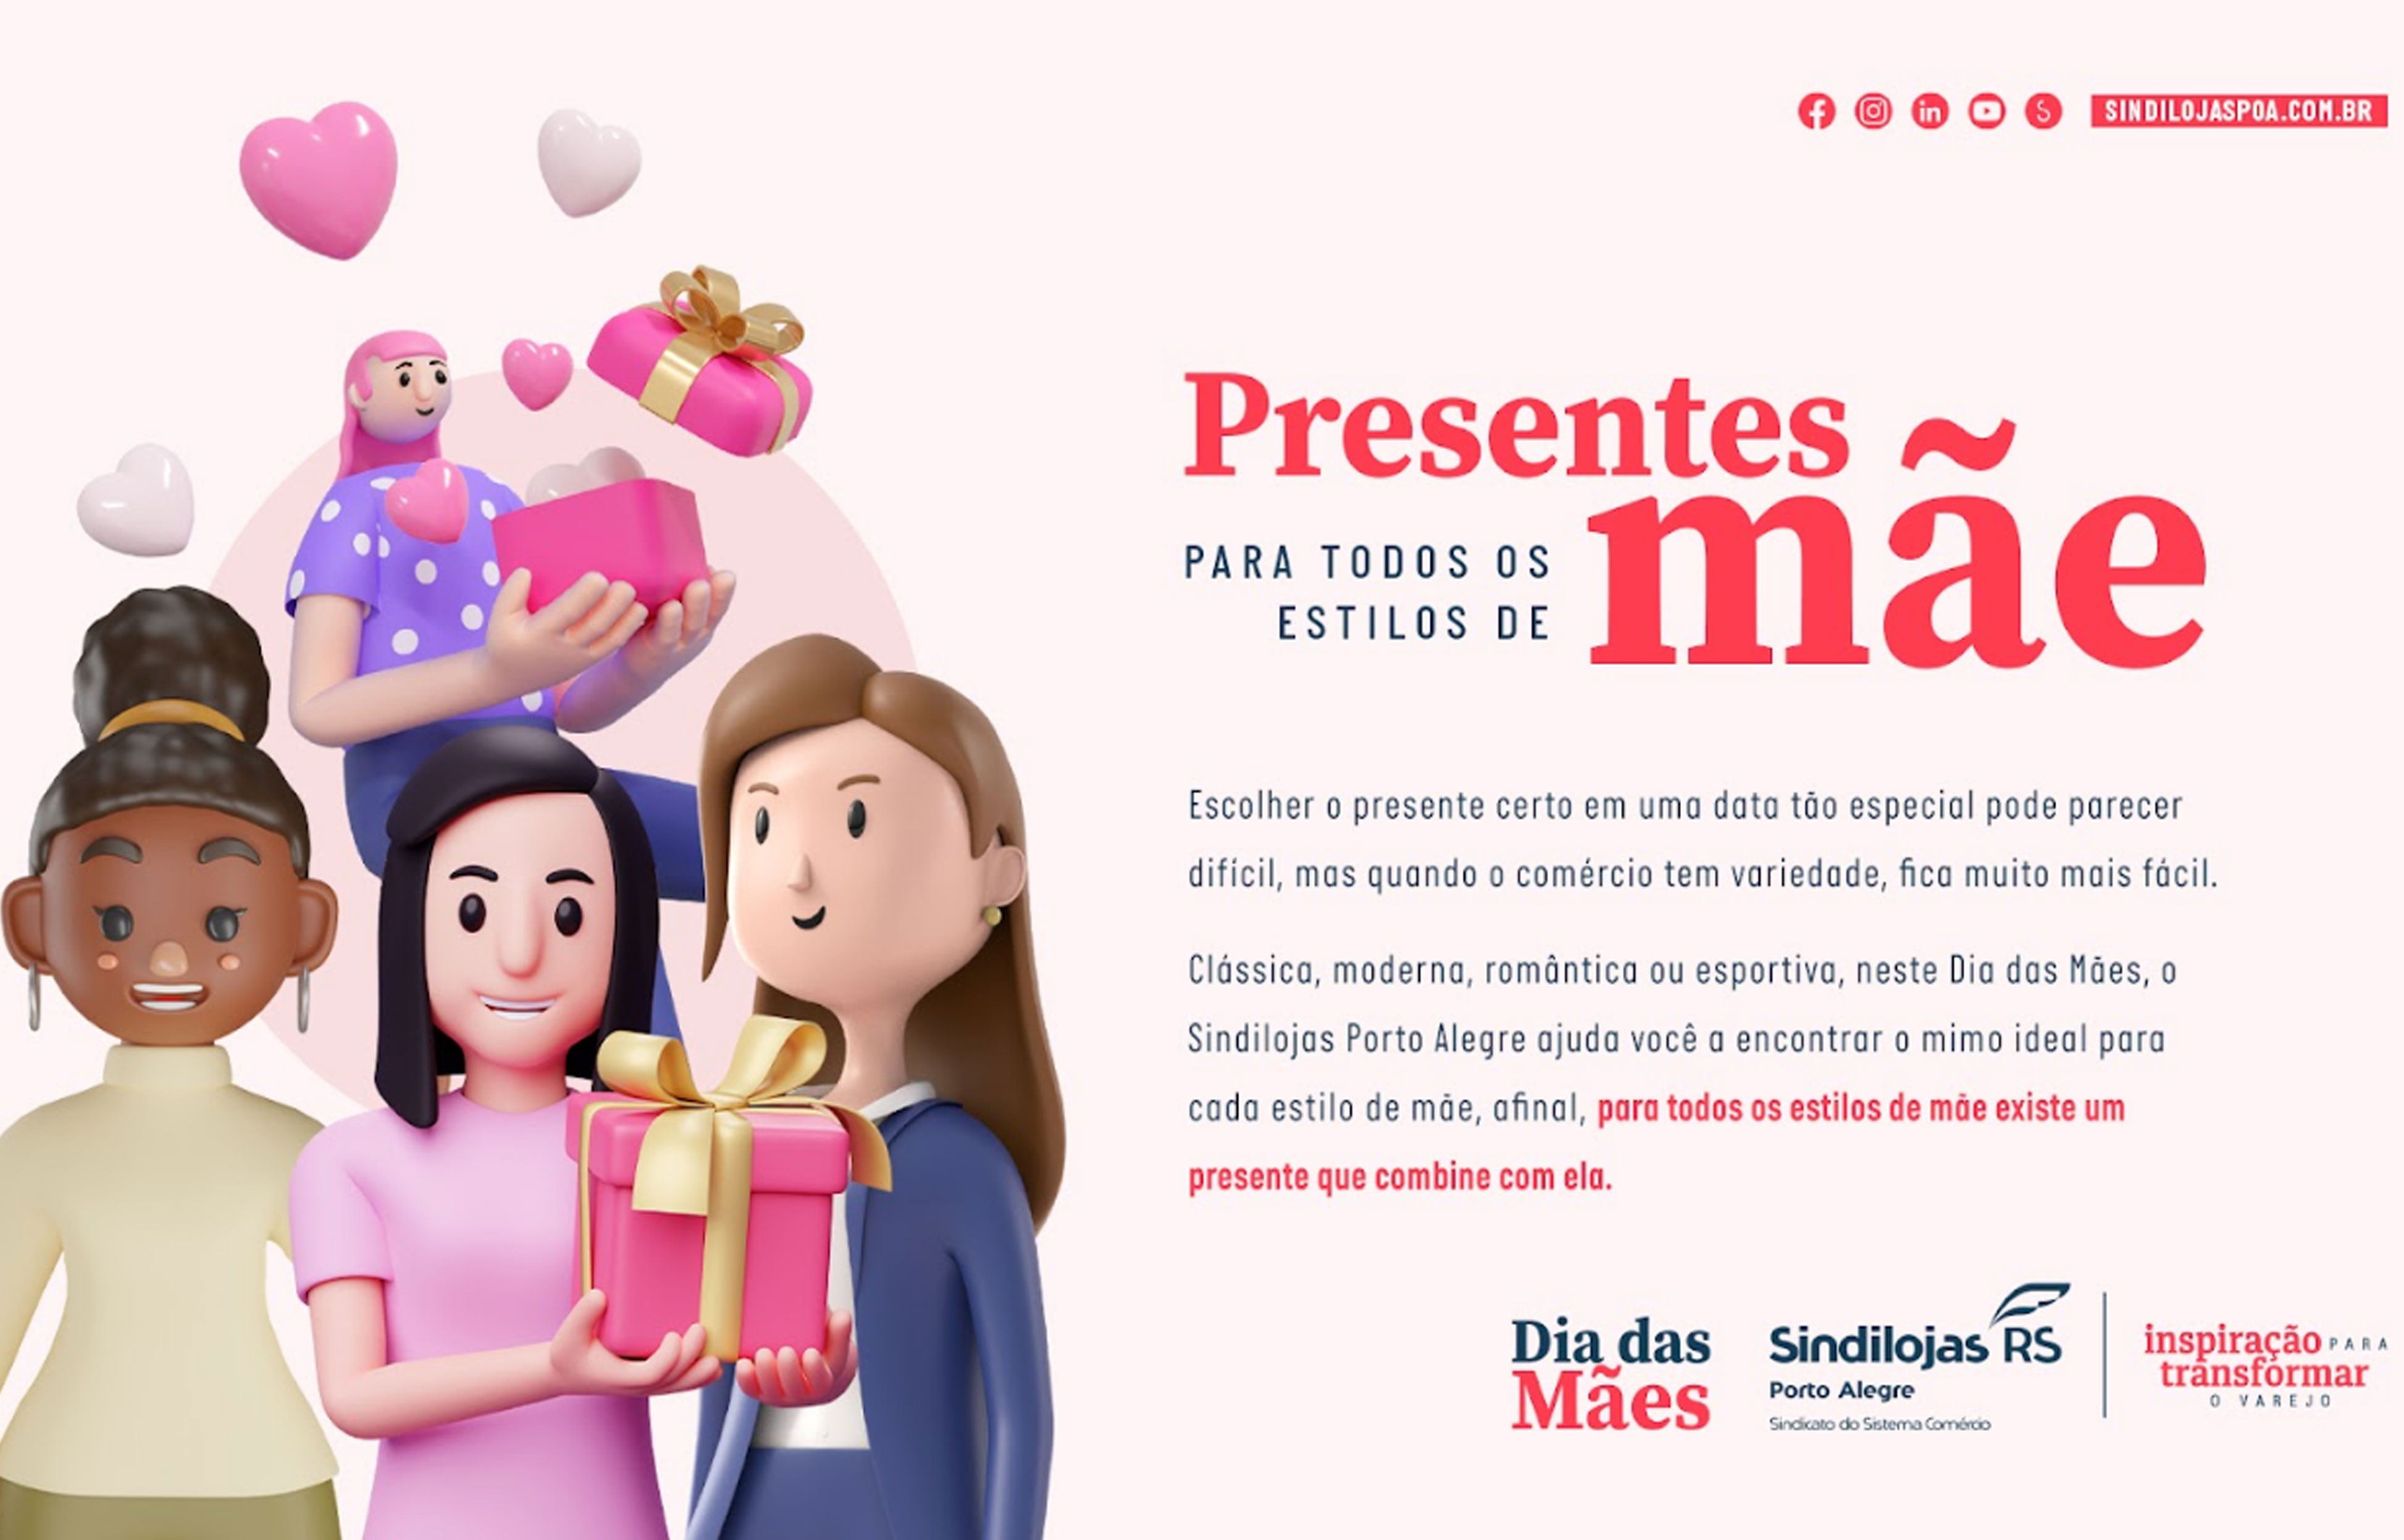 SINDILOJASPOA.COM.BR
Presentes
PARA TODOS OS
ESTILOS DE
mãe
Escolher o presente certo em uma data tão especial pode parecer
difícil, mas quando o comércio tem variedade, fica muito mais fácil.
Clássica, moderna, romântica ou esportiva, neste Dia das Mães, o
Sindilojas Porto Alegre ajuda você a encontrar o mimo ideal para
cada estilo de mãe, afinal, para todos os estilos de mãe existe um
presente que combine com ela.
Dia das
Mães
Sindilojas RS
Porto Alegre
Sindicato do Sistema Comércio
inspiração PARA
transformar
O VAREJO